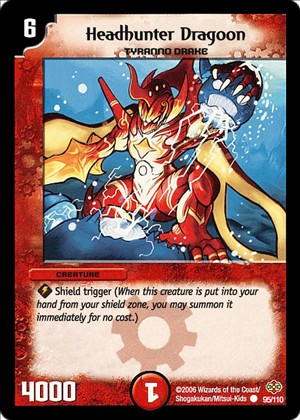 6
Headhunter Dragoon
TYRANNO DRAKE
CREATURE
Shield trigger (When this creature is put into your
hand from your shield zone, you may summon it
immediately for no cost.)
4000
1
©2006 Wizards of the Coast/
Shogakukan/Mitsui-Kids
95/110